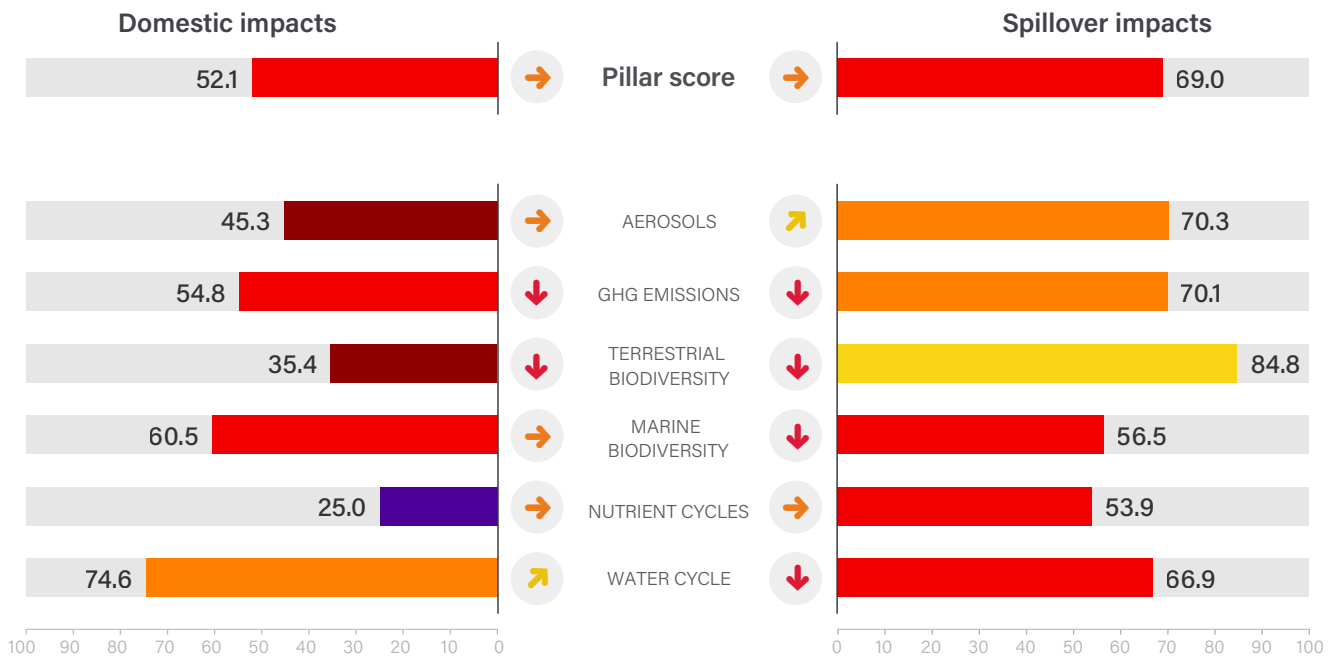 Domestic impacts
Spillover impacts
52.1
Pillar score
69.0
45.3
AEROSOLS
70.3
54.8
GHG EMISSIONS
70.1
35.4
TERRESTRIAL
BIODIVERSITY
84.8
60.5
MARINE
BIODIVERSITY
56.5
25.0
NUTRIENT CYCLES
53.9
74.6
WATER CYCLE
66.9
100 90 80 70 60 50 40 30 20 10 0
0 10 20 30 40 50 60 70 80 90 100